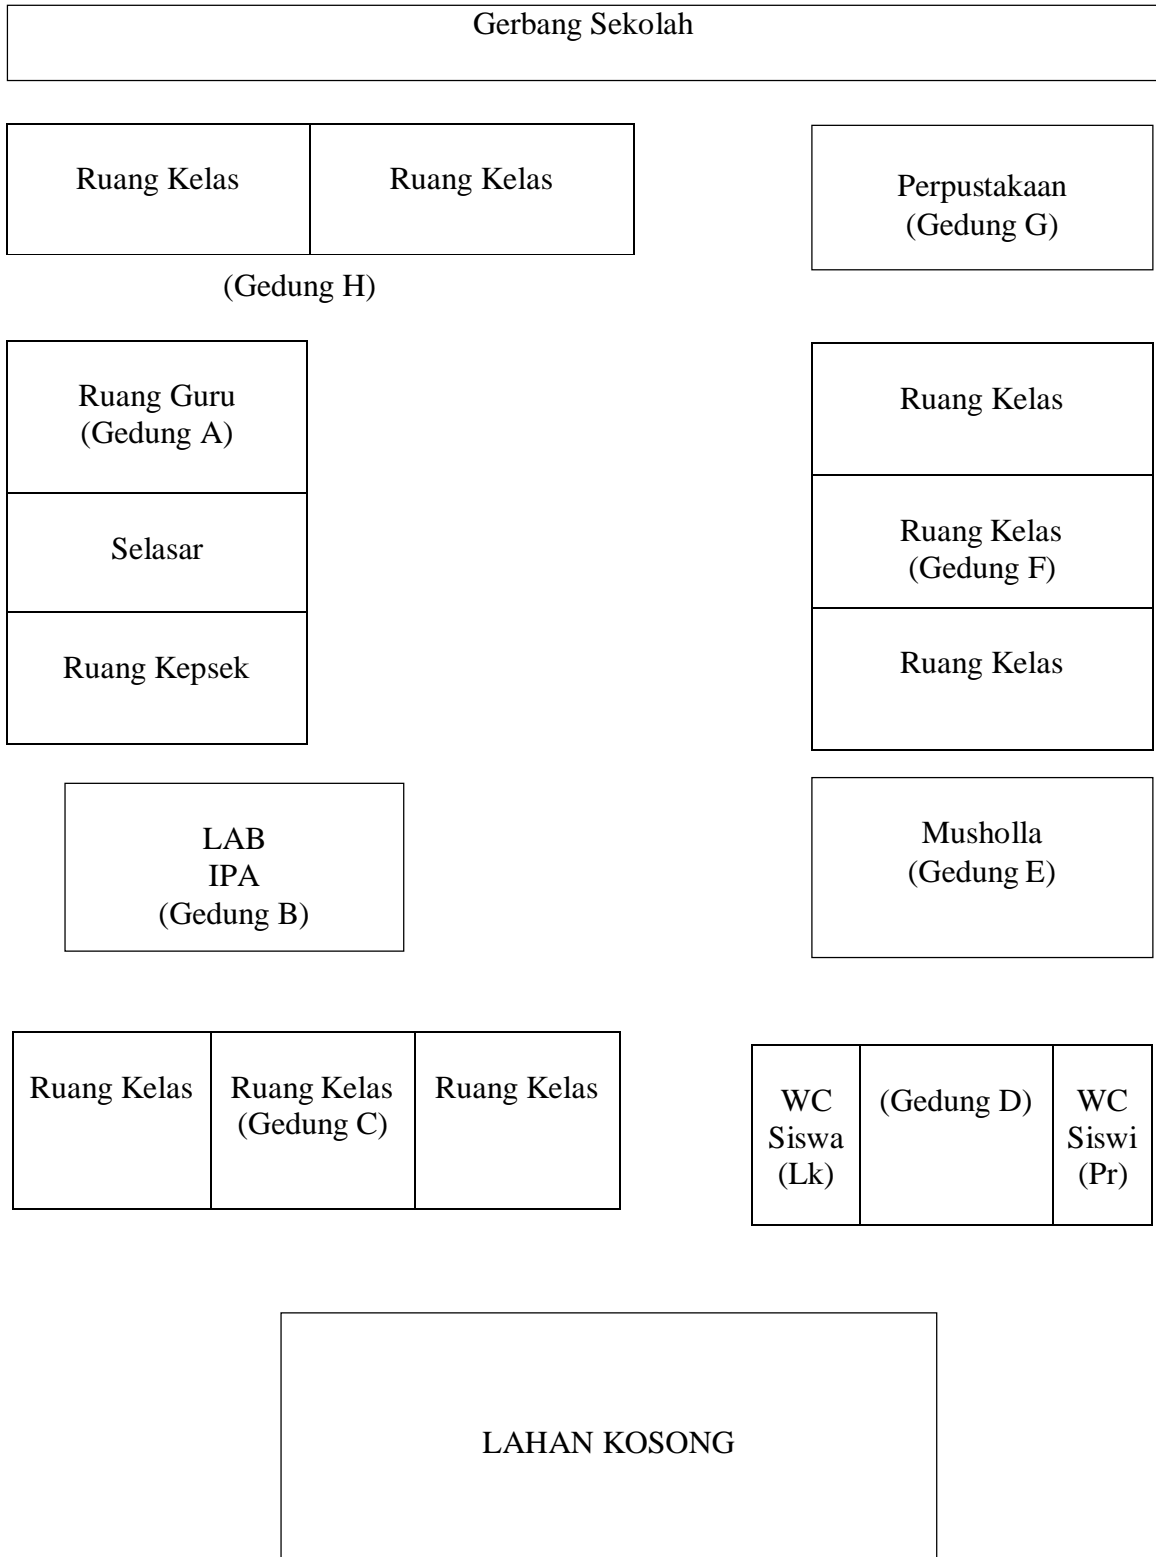 Gerbang Sekolah
Ruang Kelas
Ruang Kelas
(Gedung H)
Perpustakaan
(Gedung G)
Ruang Guru
(Gedung A)
Selasar
Ruang Kepsek
Ruang Kelas
Ruang Kelas
(Gedung F)
Ruang Kelas
LAB
IPA
(Gedung B)
Musholla
(Gedung E)
Ruang Kelas
Ruang Kelas
(Gedung C)
Ruang Kelas
WC
Siswa
(Lk)
(Gedung D)
WC
Siswi
(Pr)
LAHAN KOSONG